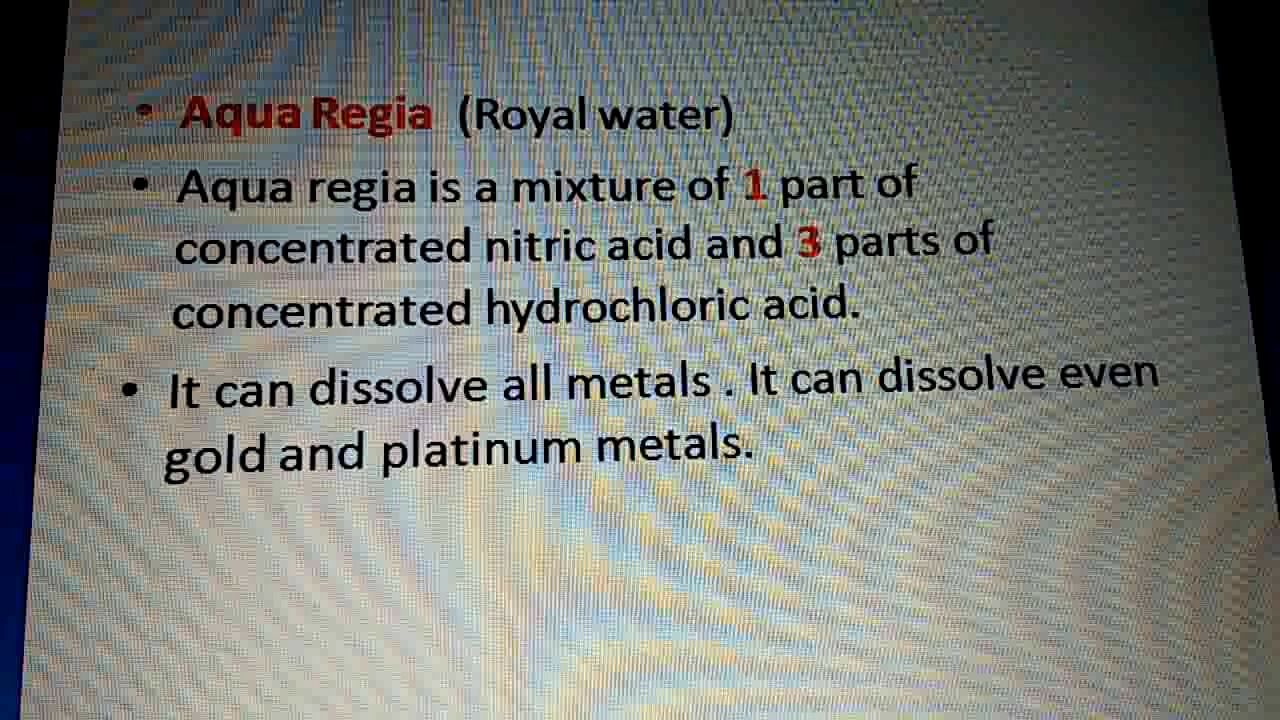 • Aqua Regia (Royal water)
• Aqua regia is a mixture of 1 part of
concentrated nitric acid and 3 parts of
concentrated hydrochloric acid.
• It can dissolve all metals . It can dissolve even
gold and platinum metals.